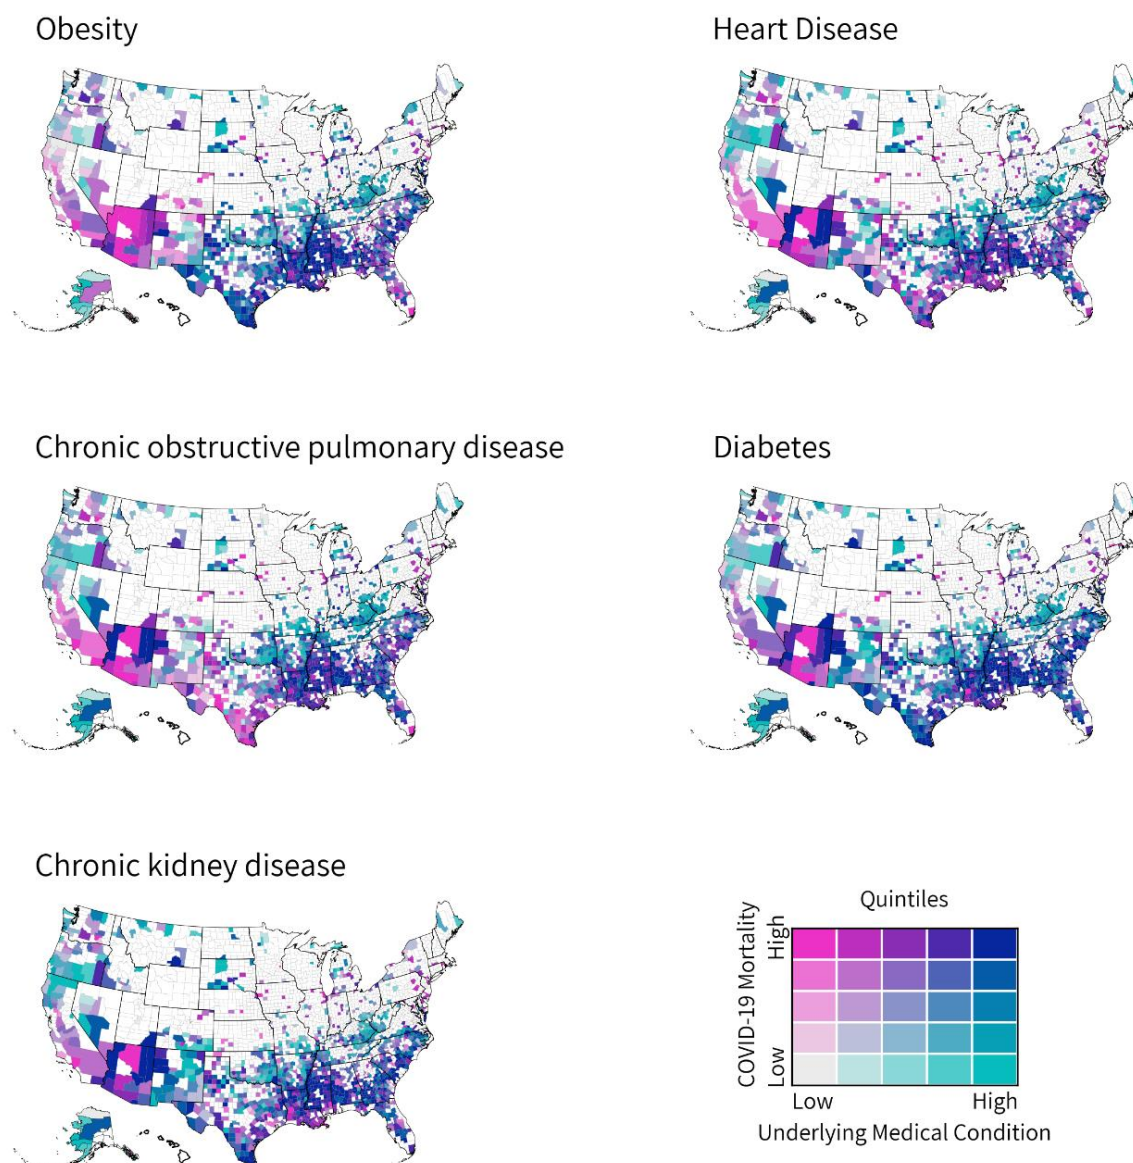 Obesity
Heart Disease
Chronic obstructive pulmonary disease
Diabetes
Chronic kidney disease
Quintiles
COVID-19 Mortality
High
Low
Low
High
Underlying Medical Condition